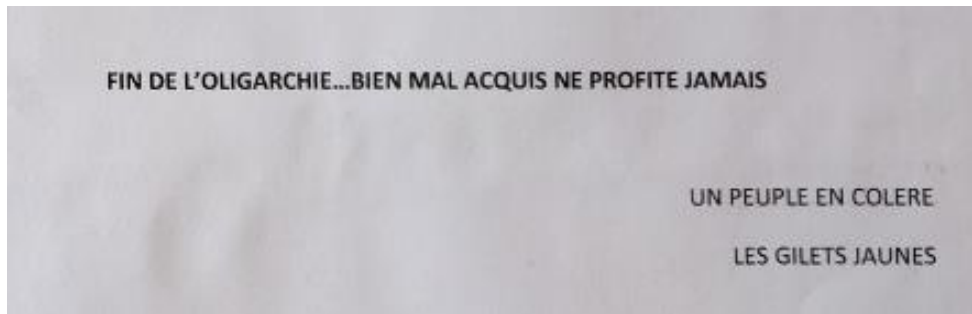 FIN DE L’OLIGARCHIE...BIEN MAL ACQUIS NE PROFITE JAMAIS
UN PEUPLE EN COLERE
LES GILETS JAUNES